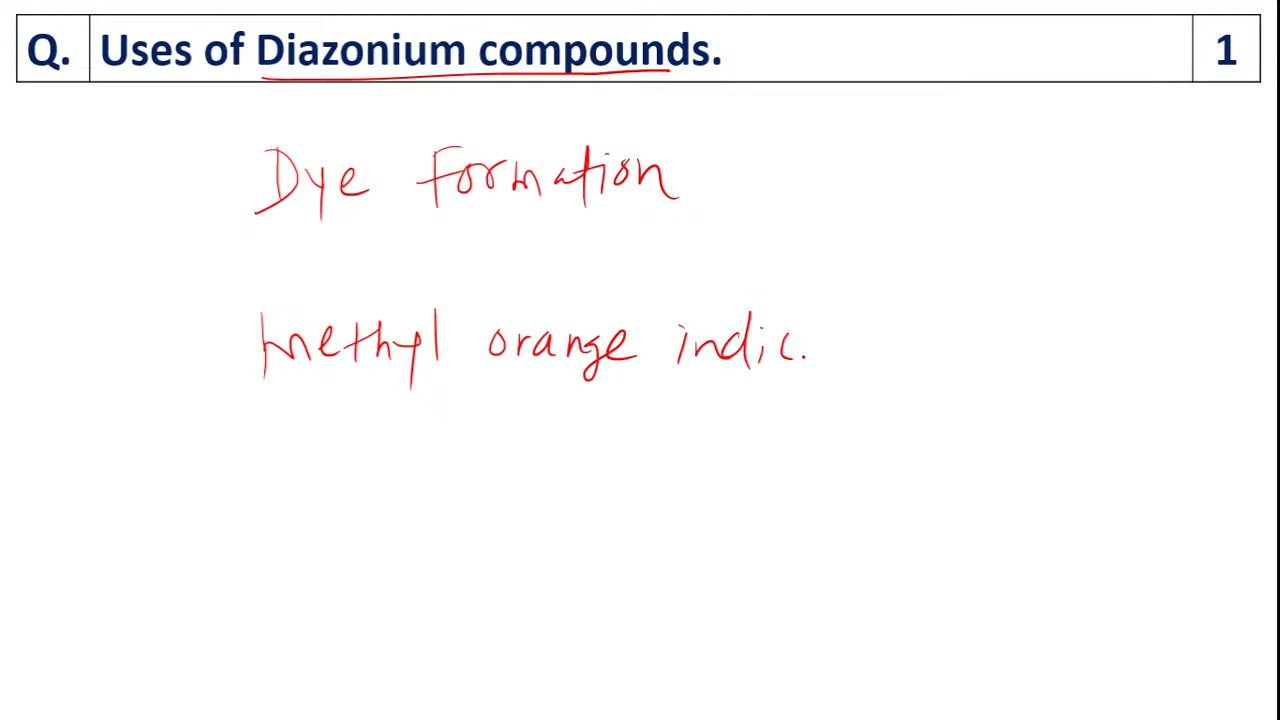 Q. Uses of Diazonium compounds. 1
Dye Formation
Methyl orange indic.